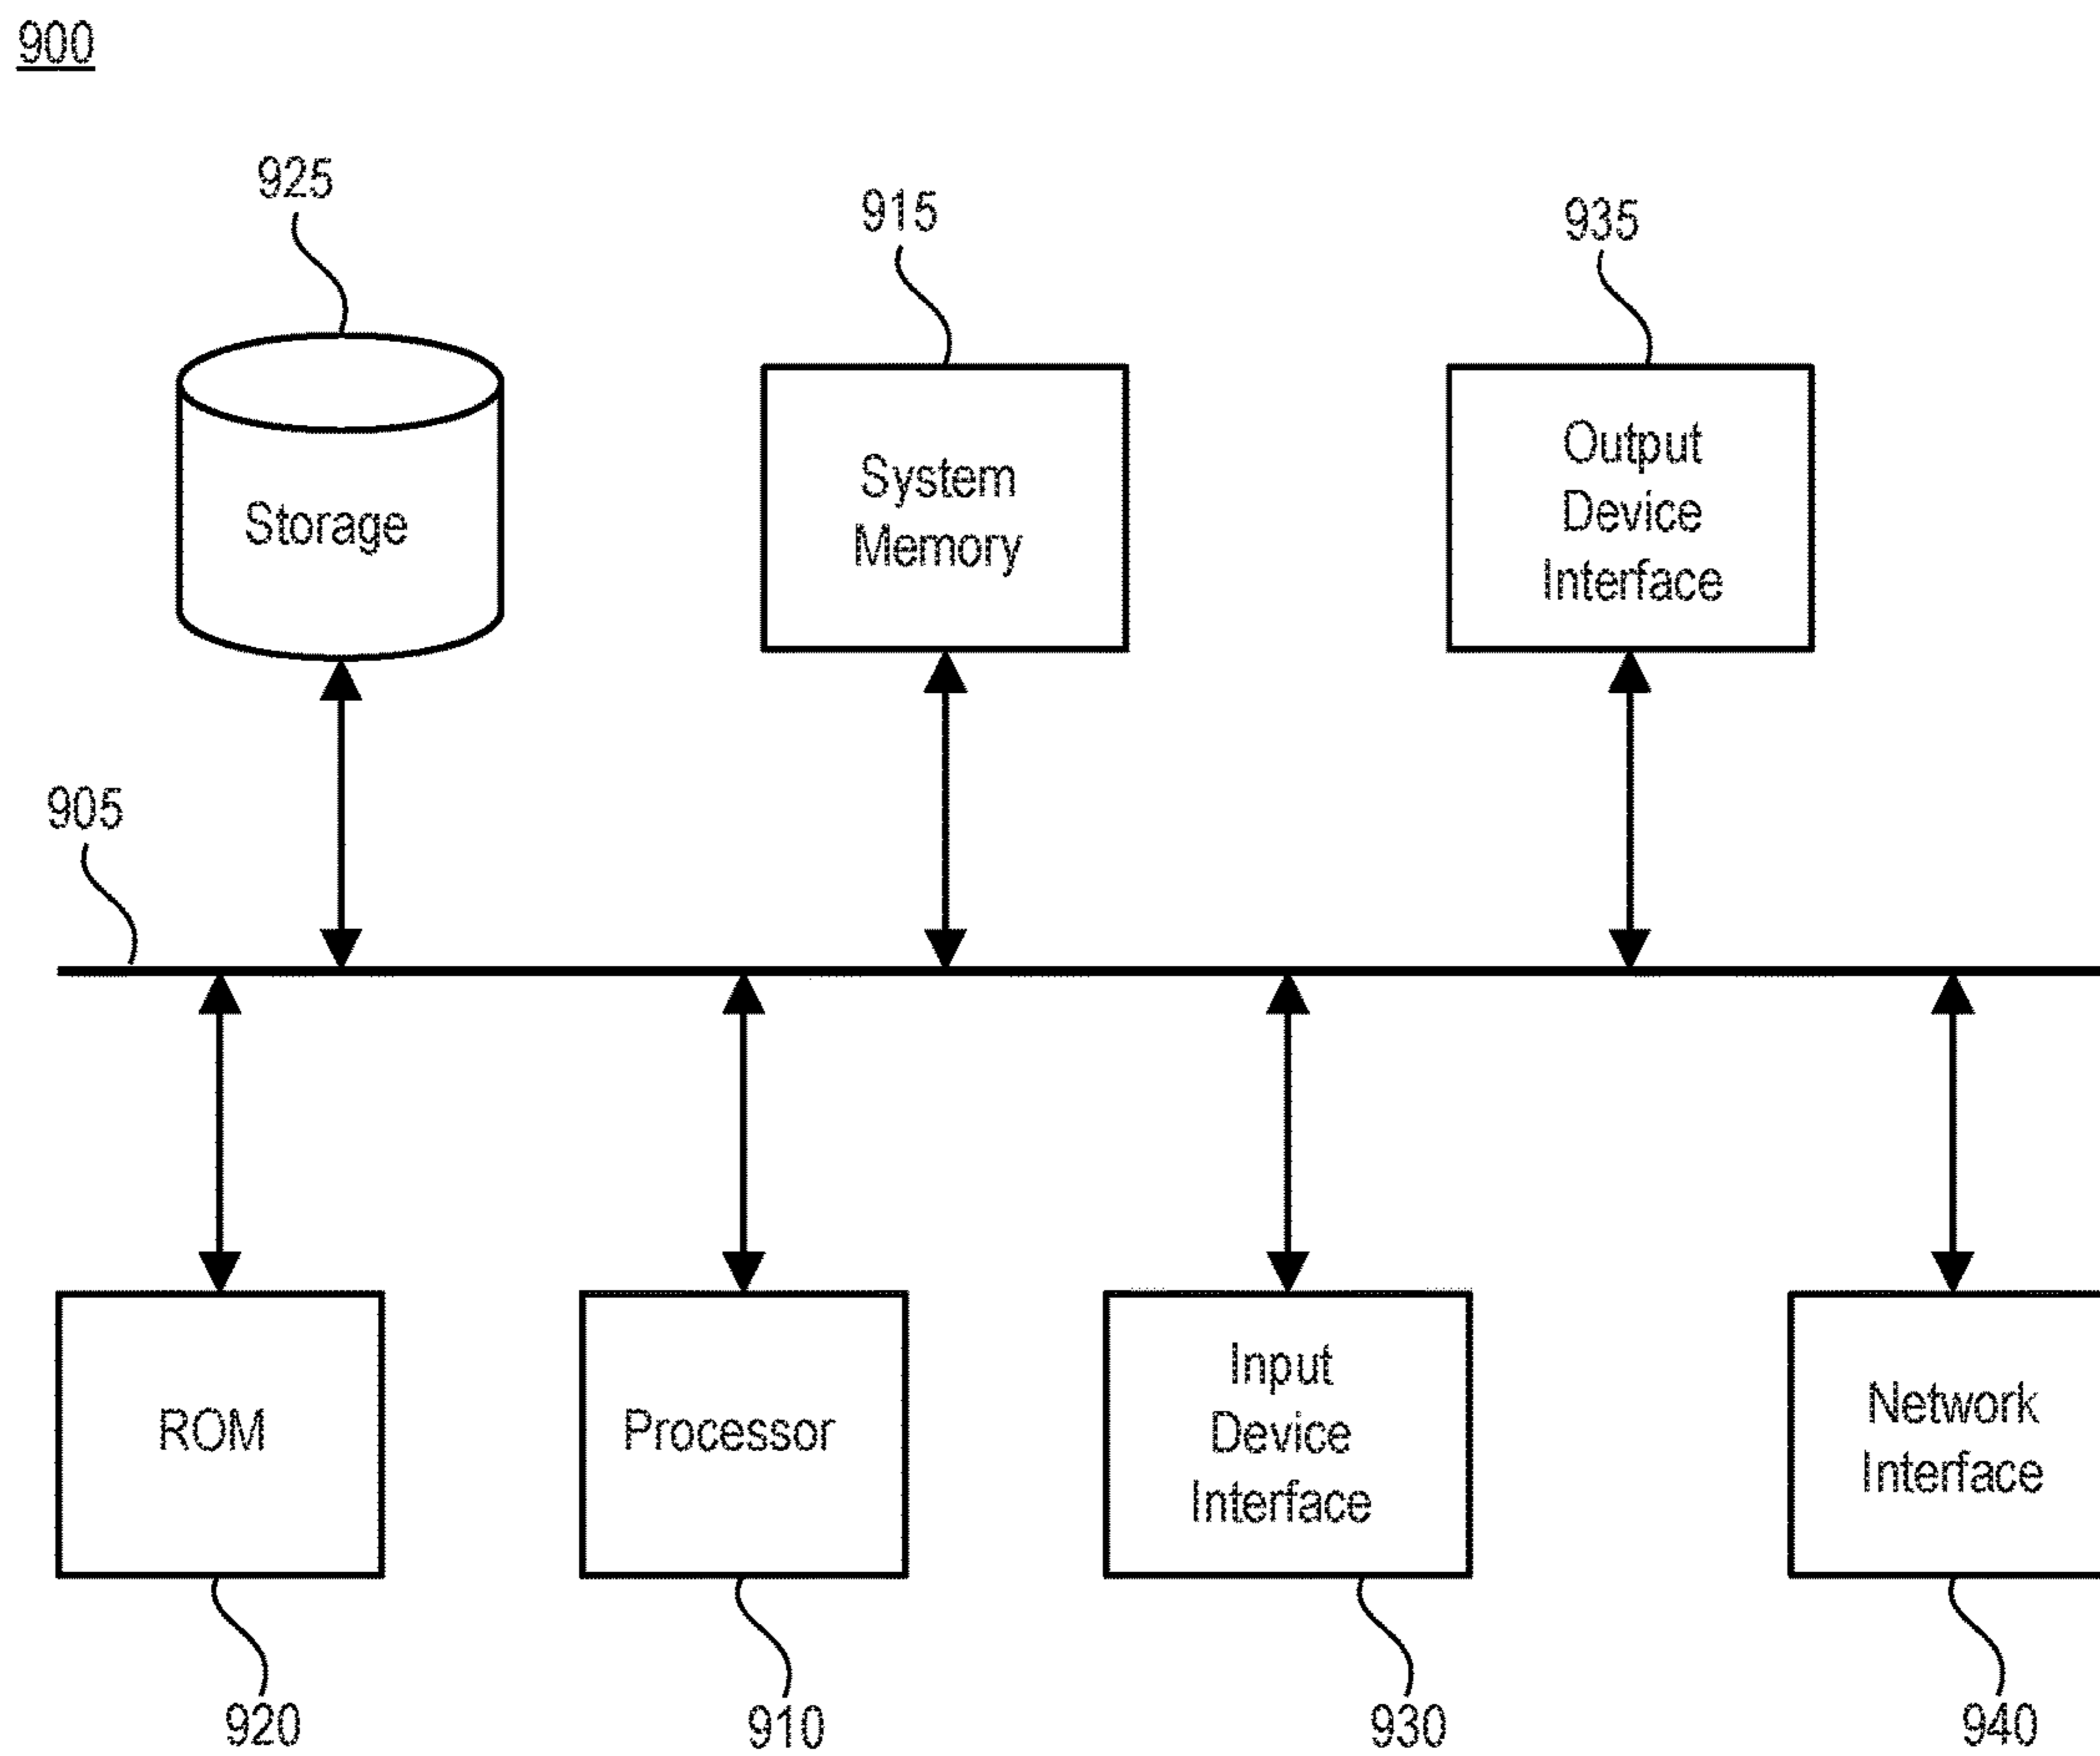 900
925
915
935
Storage
System
Memory
Output
Device
Interface
905
ROM
Processor
Input
Device
Interface
Network
Interface
920
910
930
940